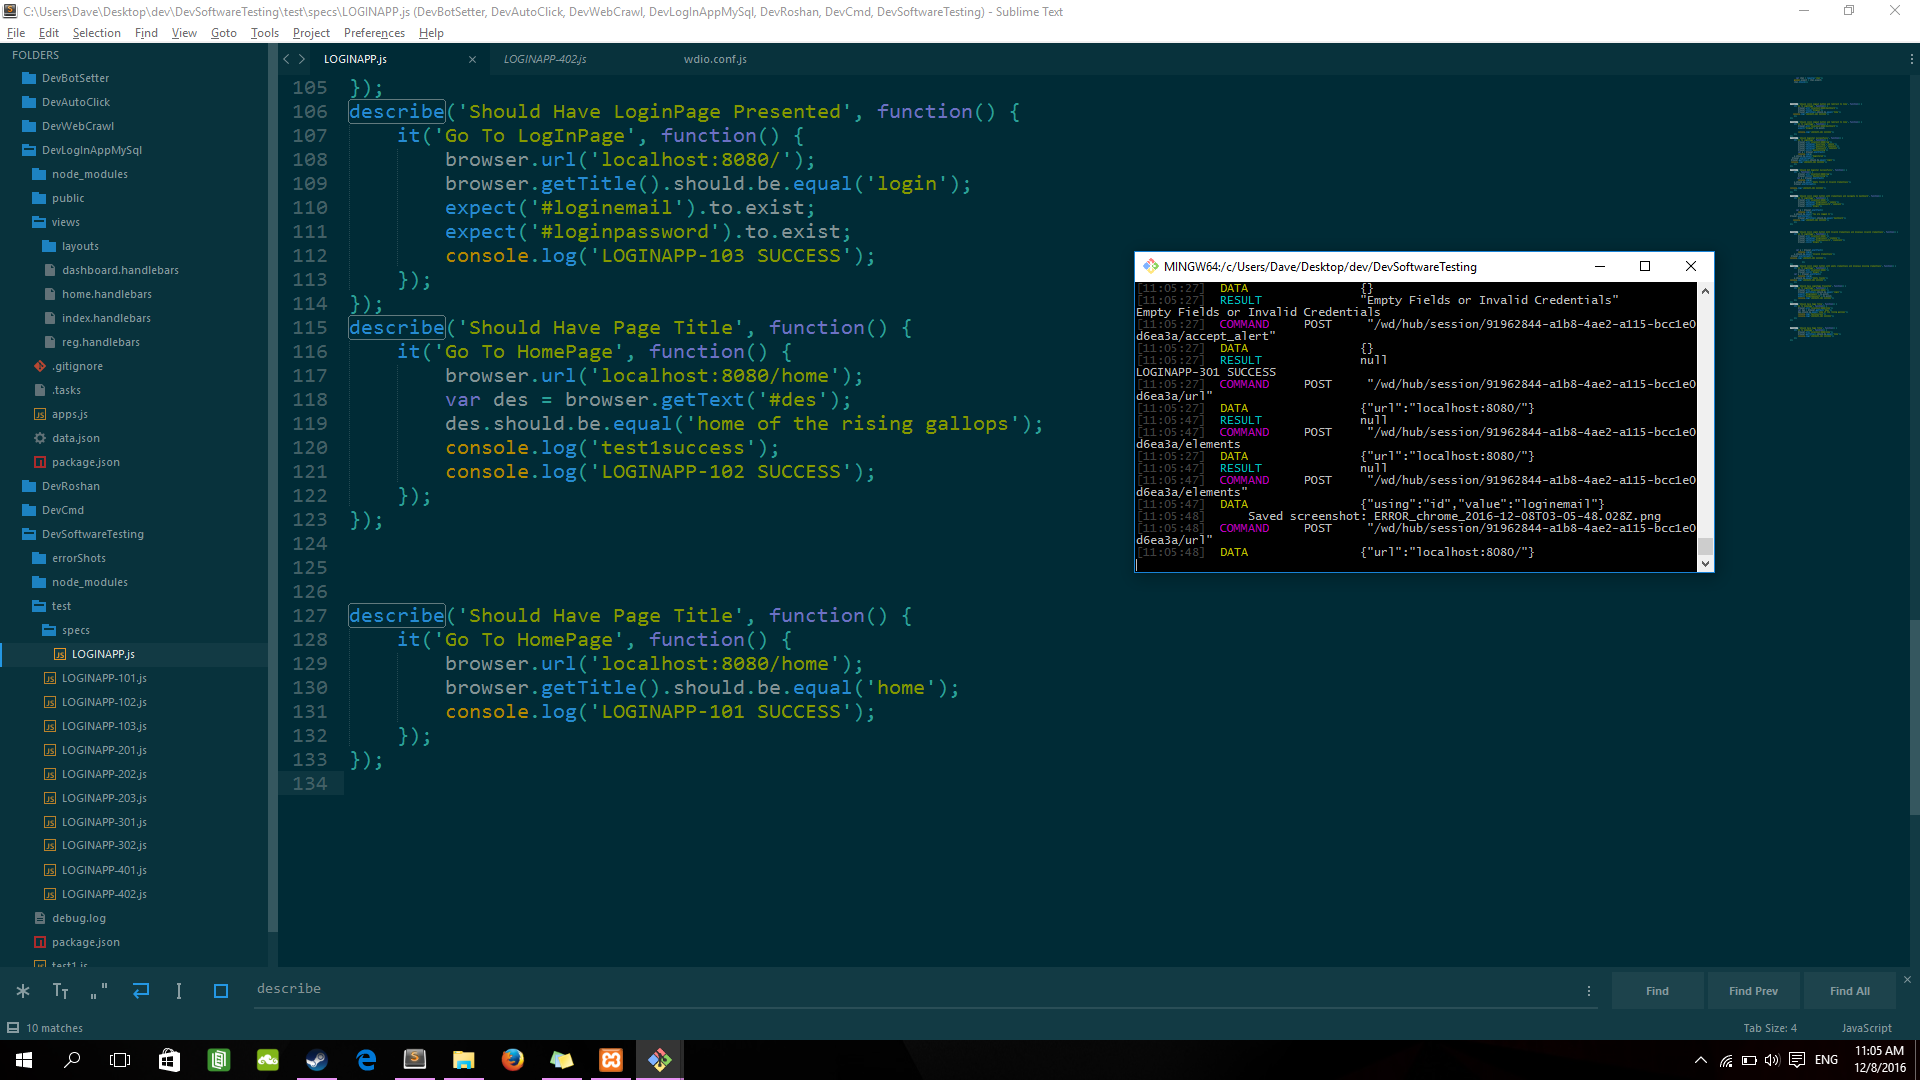 C:\Users\Dave\Desktop\dev\DevSoftwareTesting\test\specs\LOGINAPP.js (DevBotSetter, DevAutoClick, DevWebCrawl, DevLogInAppMySql, DevRoshan, DevCmd, DevSoftwareTesting) - Sublime Text
File Edit Selection Find View Goto Tools Project Preferences Help
FOLDERS
DevBotSetter
DevAutoClick
DevWebCrawl
DevLogInAppMySql
node_modules
public
views
layouts
dashboard.handlebars
home.handlebars
index.handlebars
reg.handlebars
.gitignore
.tasks
apps.js
data.json
package.json
DevRoshan
DevCmd
DevSoftwareTesting
errorShots
node_modules
test
specs
LOGINAPP.js
LOGINAPP-101.js
LOGINAPP-102.js
LOGINAPP-103.js
LOGINAPP-201.js
LOGINAPP-202.js
LOGINAPP-203.js
LOGINAPP-301.js
LOGINAPP-302.js
LOGINAPP-401.js
LOGINAPP-402.js
debug.log
package.json
test1.js
LOGINAPP.js LOGINAPP-402.js wdio.conf.js
105 });
106 describe('Should Have LoginPage Presented', function() {
107 it('Go To LogInPage', function() {
108 browser.url('localhost:8080/');
109 browser.getTitle().should.be.equal('login');
110 expect('#loginemail').to.exist;
111 expect('#loginpassword').to.exist;
112 console.log('LOGINAPP-103 SUCCESS');
113 });
114 });
115 describe('Should Have Page Title', function() {
116 it('Go To HomePage', function() {
117 browser.url('localhost:8080/home');
118 var des = browser.getText('#des');
119 des.should.be.equal('home of the rising gallops');
120 console.log('test1success');
121 console.log('LOGINAPP-102 SUCCESS');
122 });
123 });
124
125
126
127 describe('Should Have Page Title', function() {
128 it('Go To HomePage', function() {
129 browser.url('localhost:8080/home');
130 browser.getTitle().should.be.equal('home');
131 console.log('LOGINAPP-101 SUCCESS');
132 });
133 });
134
MINGW64:/c/Users/Dave/Desktop/dev/DevSoftwareTesting
[11:05:27] DATA {}
[11:05:27] RESULT "Empty Fields or Invalid Credentials"
Empty Fields or Invalid Credentials
[11:05:27] COMMAND POST "/wd/hub/session/91962844-a1b8-4ae2-a115-bcc1e0
d6ea3a/accept_alert"
[11:05:27] DATA {}
[11:05:27] RESULT null
LOGINAPP-301 SUCCESS
[11:05:27] COMMAND POST "/wd/hub/session/91962844-a1b8-4ae2-a115-bcc1e0
d6ea3a/url"
[11:05:27] DATA {"url":"localhost:8080/"}
[11:05:47] RESULT null
[11:05:47] COMMAND POST "/wd/hub/session/91962844-a1b8-4ae2-a115-bcc1e0
d6ea3a/elements
[11:05:27] DATA {"url":"localhost:8080/"}
[11:05:47] RESULT null
[11:05:47] COMMAND POST "/wd/hub/session/91962844-a1b8-4ae2-a115-bcc1e0
d6ea3a/elements"
[11:05:47] DATA {"using":"id","value":"loginemail"}
[11:05:48] Saved screenshot: ERROR_chrome_2016-12-08T03-05-48.028Z.png
[11:05:48] COMMAND POST "/wd/hub/session/91962844-a1b8-4ae2-a115-bcc1e0
d6ea3a/url"
[11:05:48] DATA {"url":"localhost:8080/"}
describe
Find Find Prev Find All
10 matches
Tab Size: 4 JavaScript
ENG
11:05 AM
12/8/2016